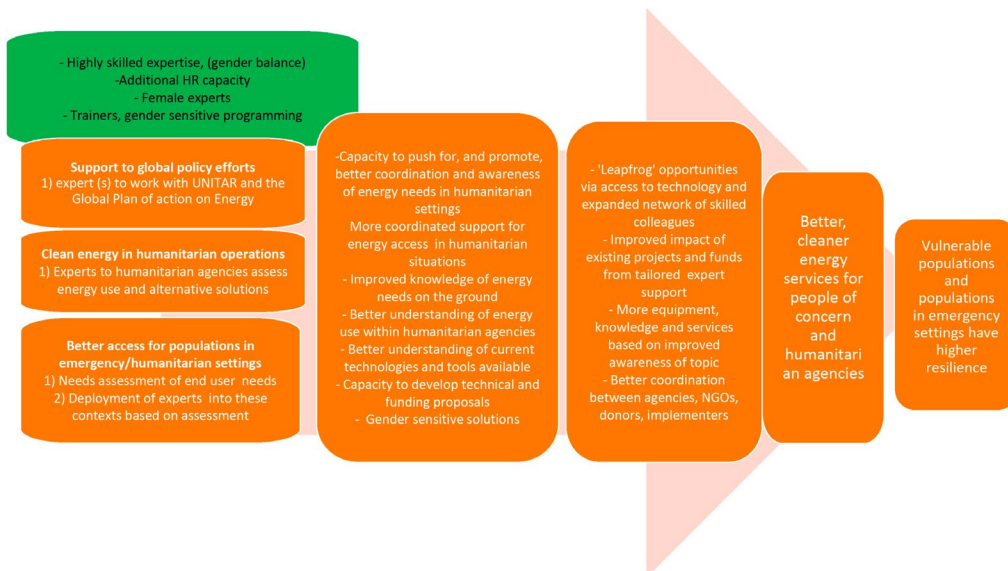 - Highly skilled expertise, (gender balance)
-Additional HR capacity
- Female experts
- Trainers, gender sensitive programming
Support to global policy efforts
1) expert (s) to work with UNITAR and the
Global Plan of action on Energy
Clean energy in humanitarian operations
1) Experts to humanitarian agencies assess
energy use and alternative solutions
Better access for populations in
emergency/humanitarian settings
1) Needs assessment of end user needs
2) Deployment of experts into these
contexts based on assessment
-Capacity to push for, and promote,
better coordination and awareness
of energy needs in humanitarian
settings
More coordinated support for
energy access in humanitarian
situations
- Improved knowledge of energy
needs on the ground
- Better understanding of energy
use within humanitarian agencies
- Better understanding of current
technologies and tools available
- Capacity to develop technical and
funding proposals
- Gender sensitive solutions
- 'Leapfrog' opportunities
via access to technology and
expanded network of skilled
colleagues
- Improved impact of
existing projects and funds
from tailored expert
support
- More equipment,
knowledge and services
based on improved
awareness of topic
- Better coordination
between agencies, NGOs,
donors, implementers
Better,
cleaner
energy
services for
people of
concern
and
humanitari
an agencies
Vulnerable
populations
and
populations
in emergency
settings have
higher
resilience